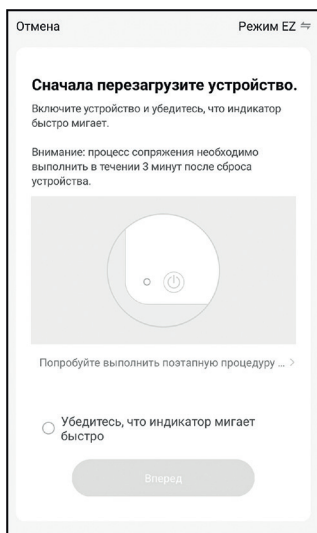 Отмена
Режим EZ
Сначала перезагрузите устройство.
Включите устройство и убедитесь, что индикатор
быстро мигает.
Внимание: процесс сопряжения необходимо
выполнить в течении 3 минут после сброса
устройства.
Попробуйте выполнить поэтапную процедуру ... >
Убедитесь, что индикатор мигает
быстро
Вперед